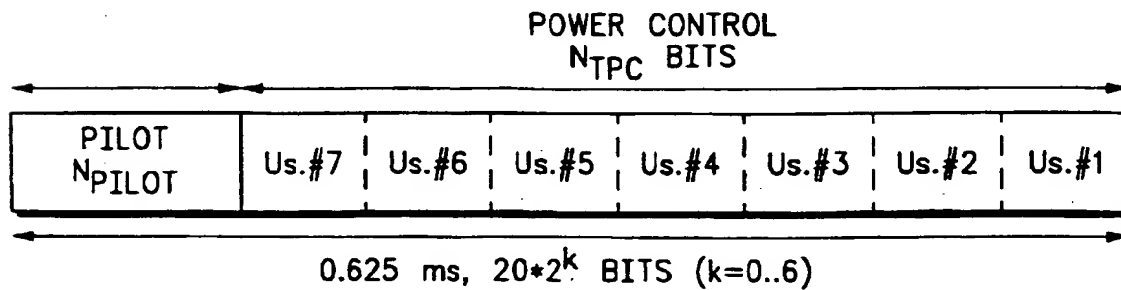 POWER CONTROL
NTPC BITS
PILOT
NPILOT
Us.#7 Us.#6 Us.#5 Us.#4 Us.#3 Us.#2 Us.#1
0.625 ms, 20*2^k BITS (k=0..6)